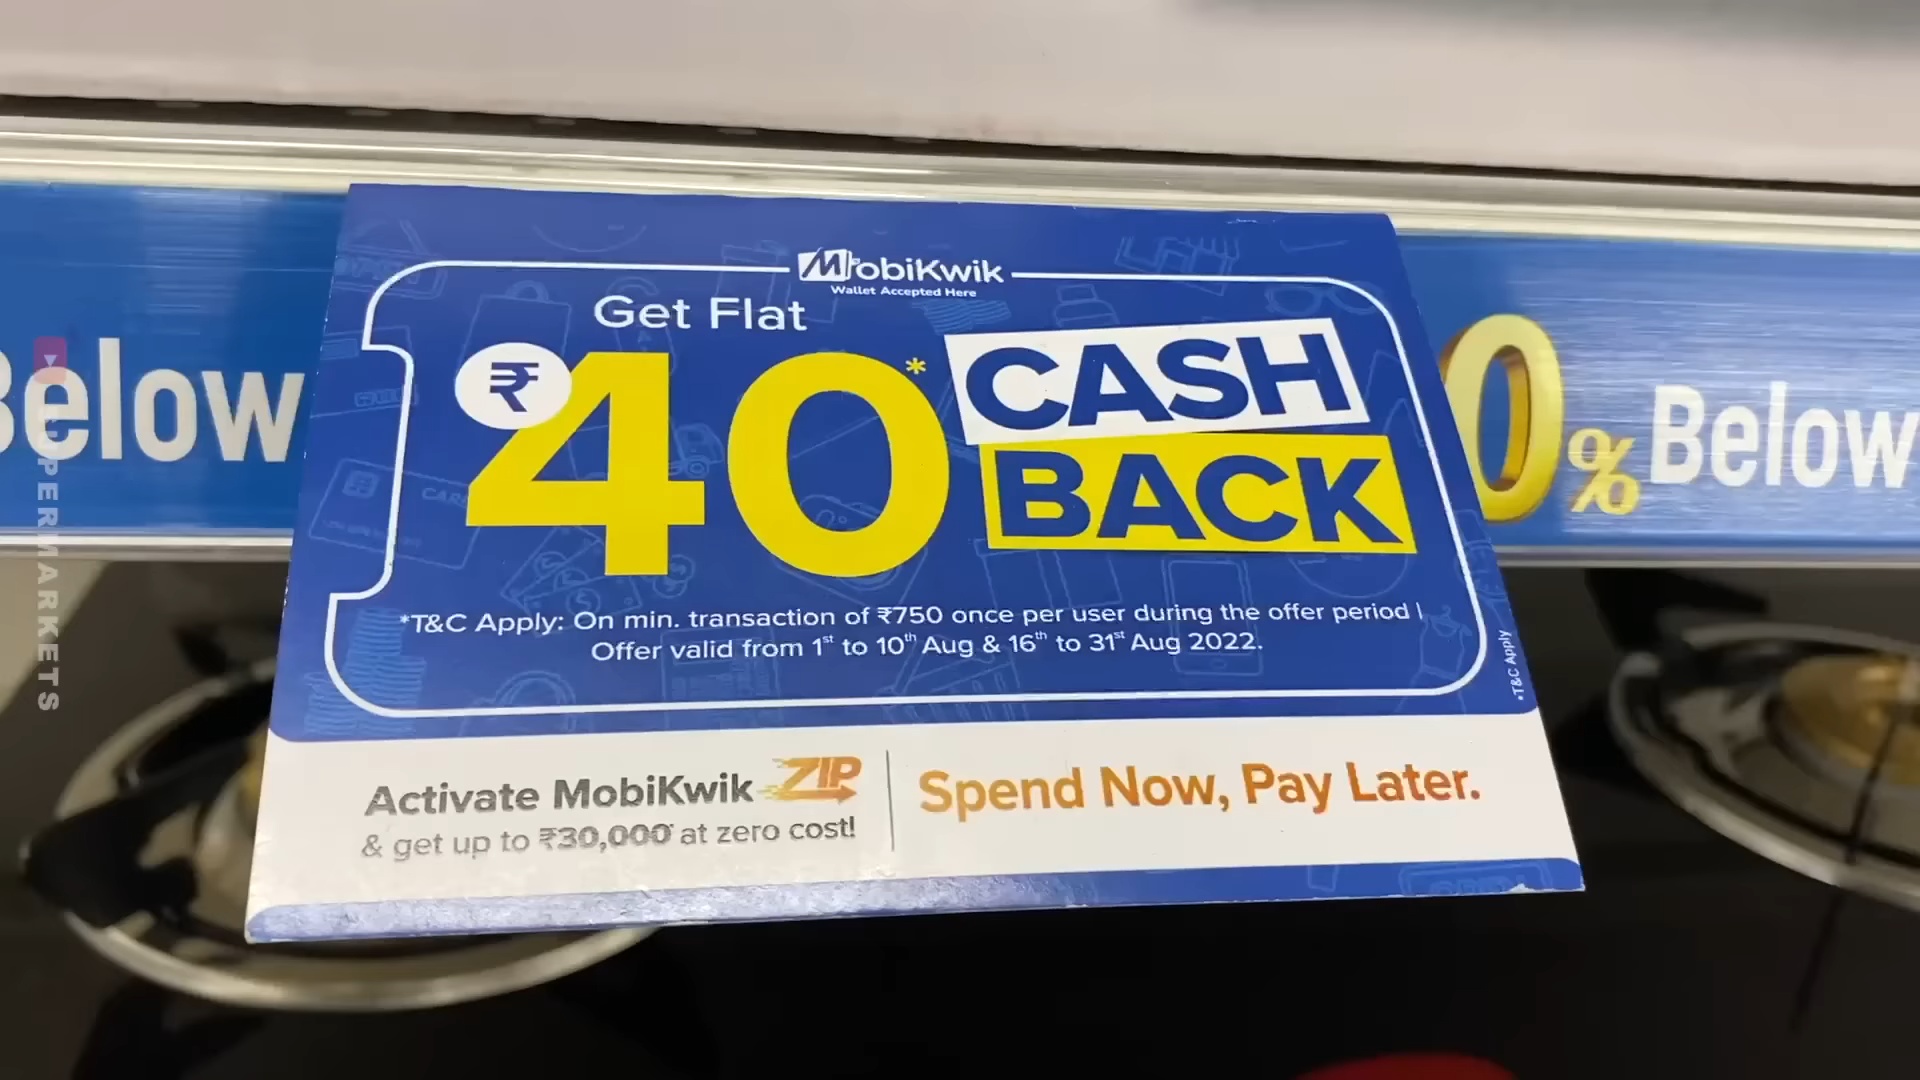 MobiKwik
Wallet Accepted Here
Get Flat
₹40* CASH BACK
*T&C Apply: On min. transaction of ₹750 once per user during the offer period |
Offer valid from 1st to 10th Aug & 16th to 31st Aug 2022.
*T&C Apply
Activate MobiKwik ZIP
& get up to ₹30,000* at zero cost!
Spend Now, Pay Later.
Below
0% Below
SUPERMARKETS